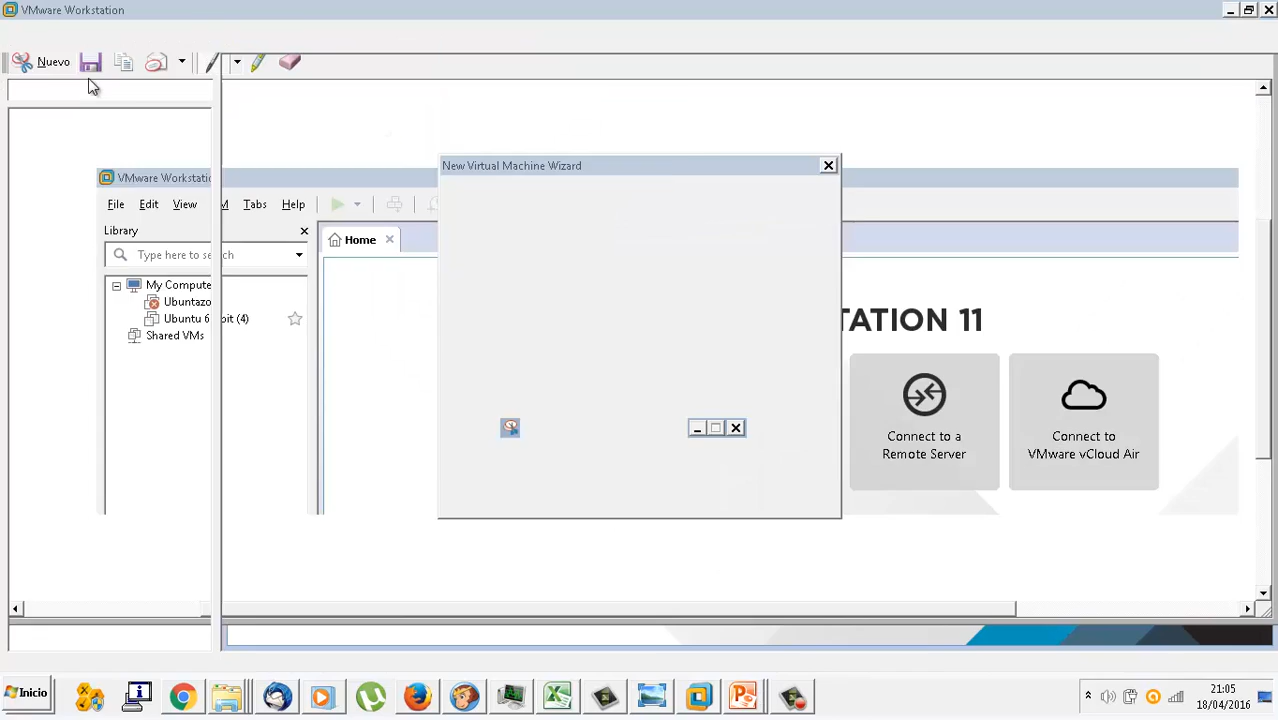 VMware Workstation
Nuevo
New Virtual Machine Wizard
VMware Workstatio
File Edit View M Tabs Help
Library
Type here to se rch
Home
My Compute
Ubuntazo
Ubuntu 6 bit (4)
Shared VMs
TATION 11
Connect to a
Remote Server
Connect to
VMware vCloud Air
Inicio
21:05
18/04/2016